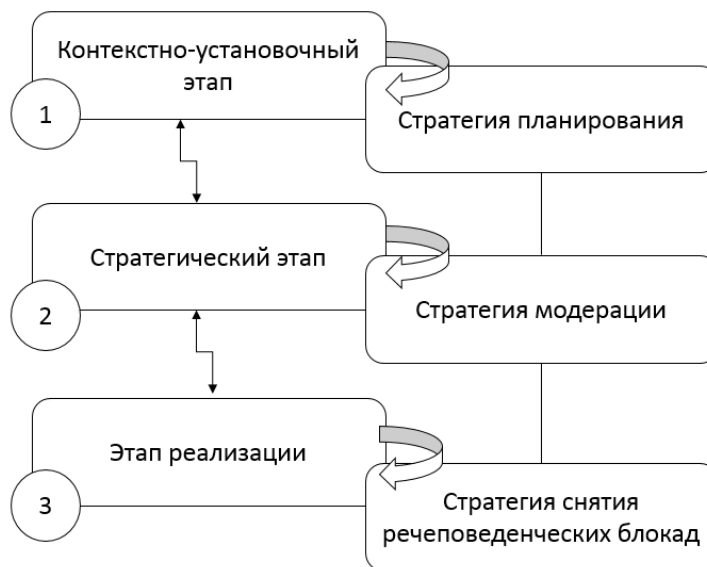 Контекстно-установочный
этап
1
Стратегия планирования
Стратегический этап
2
Стратегия модерации
Этап реализации
3
Стратегия снятия
речеповеденческих блокад